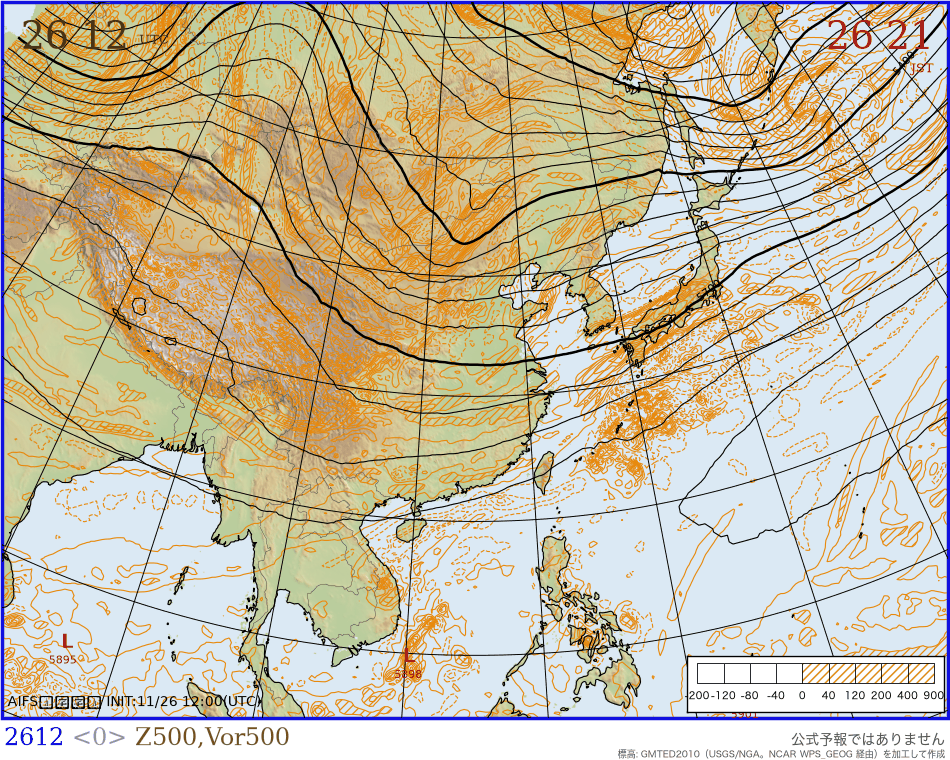 26 12 UTC
26 21 JST
5400
L
5895
L
5898
AIFS INIT:11/26 12:00(UTC)
-200 -120 -80 -40 0 40 120 200 400 900
2612 <0> Z500,Vor500
公式予報ではありません
標高: GMTED2010（USGS/NGA。NCAR WPS_GEOG 経由）を加工して作成